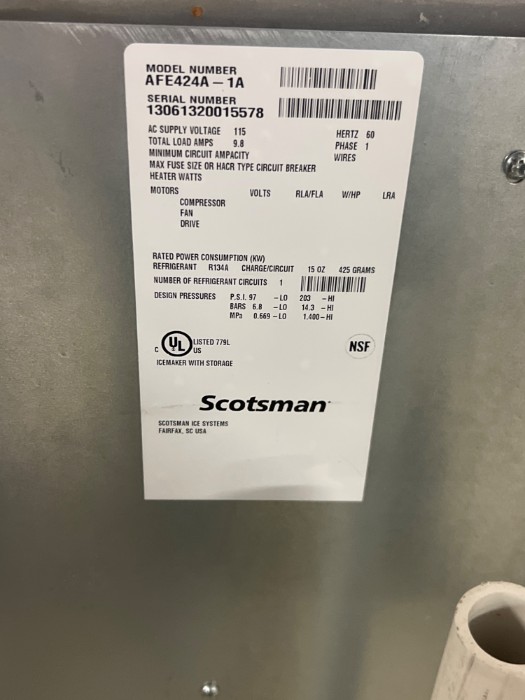 MODEL NUMBER
AFE424A – 1A
SERIAL NUMBER
13061320015578
AC SUPPLY VOLTAGE 115 HERTZ 60
TOTAL LOAD AMPS 9.8 PHASE 1
MINIMUM CIRCUIT AMPACITY WIRES
MAX FUSE SIZE OR HACR TYPE CIRCUIT BREAKER
HEATER WATTS
MOTORS VOLTS RLA/FLA W/HP LRA
COMPRESSOR
FAN
DRIVE
RATED POWER CONSUMPTION (KW)
REFRIGERANT R134A CHARGE/CIRCUIT 15 OZ 425 GRAMS
NUMBER OF REFRIGERANT CIRCUITS 1
DESIGN PRESSURES P.S.I. 97 – LO 203 – HI
BARS 6.8 – LO 14.3 – HI
MPa 0.669 – LO 1.400 – HI
C UL US LISTED 779L
NSF
ICEMAKER WITH STORAGE
Scotsman
SCOTSMAN ICE SYSTEMS
FAIRFAX, SC USA